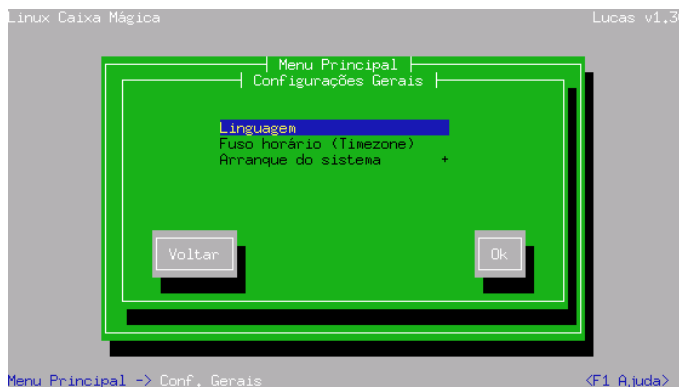 Linux Caixa Mágica Lucas v1.3
Menu Principal
Configurações Gerais
Linguagem
Fuso horário (Timezone)
Arranque do sistema +
Voltar Ok
Menu Principal -> Conf. Gerais <F1 Ajuda>